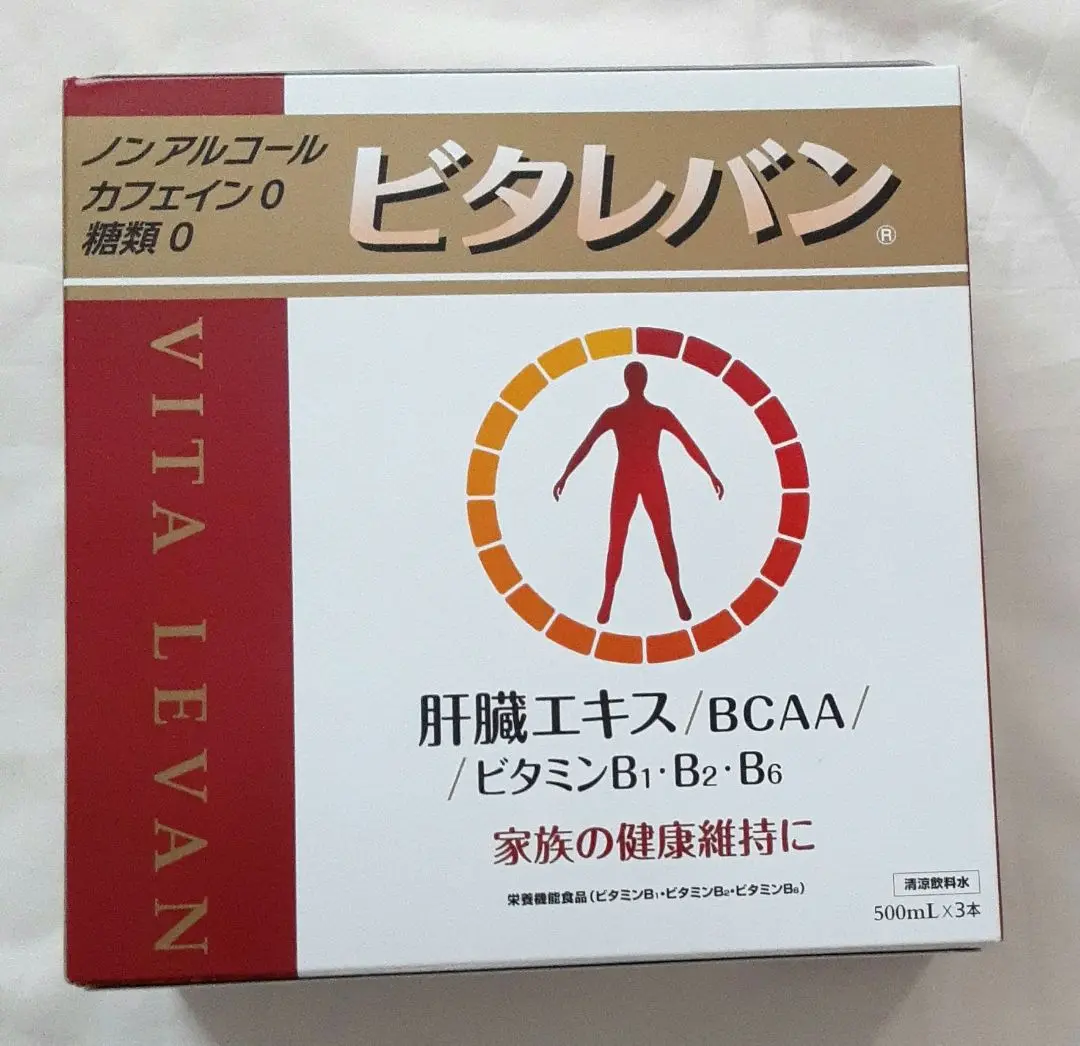 ノンアルコール
カフェイン0
糖類0
ビタレバン®
VITA LEVAN
肝臓エキス/BCAA/
/ビタミンB1・B2・B6
家族の健康維持に
栄養機能食品(ビタミンB1・ビタミンB2・ビタミンB6)
清涼飲料水
500mL×3本